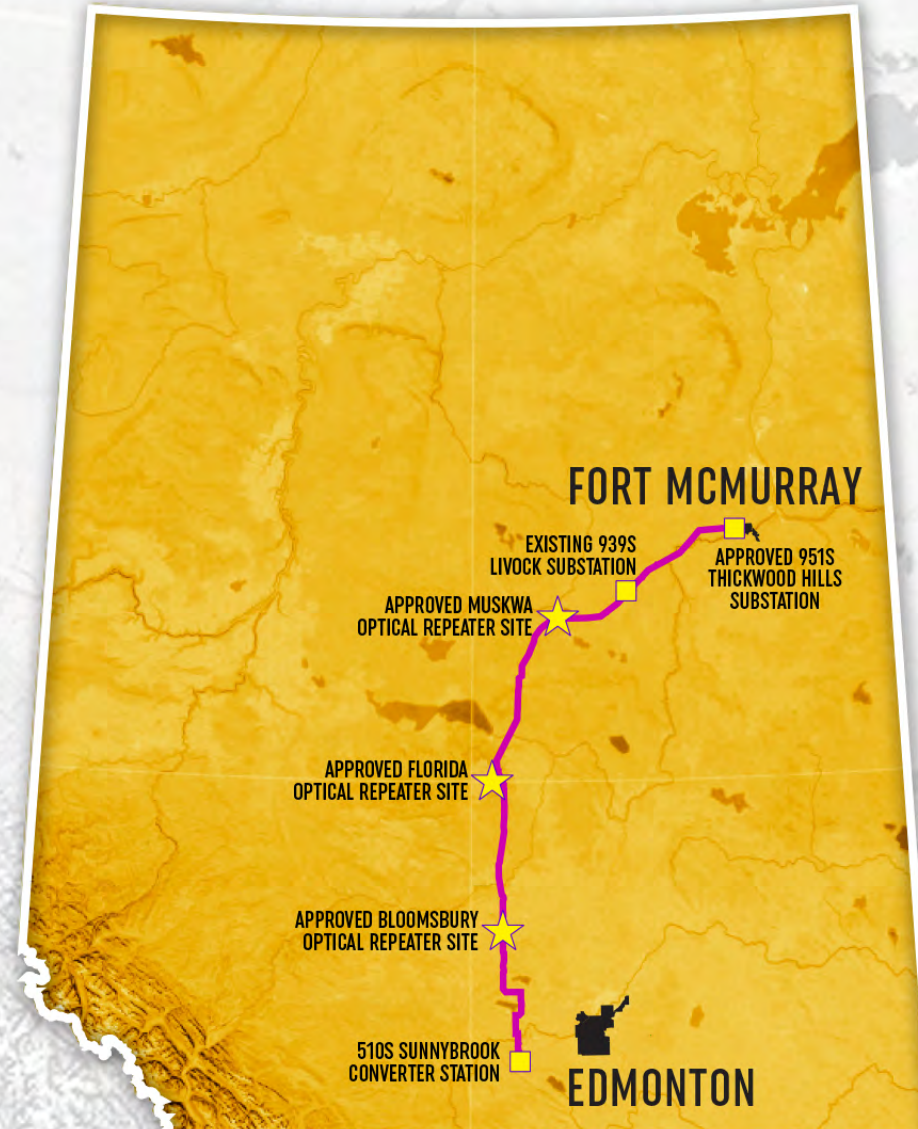 FORT MCMURRAY
EXISTING 939S
LIVOCK SUBSTATION
APPROVED 951S
THICKWOOD HILLS
SUBSTATION
APPROVED MUSKWA
OPTICAL REPEATER SITE
APPROVED FLORIDA
OPTICAL REPEATER SITE
APPROVED BLOOMSBURY
OPTICAL REPEATER SITE
510S SUNNYBROOK
CONVERTER STATION
EDMONTON